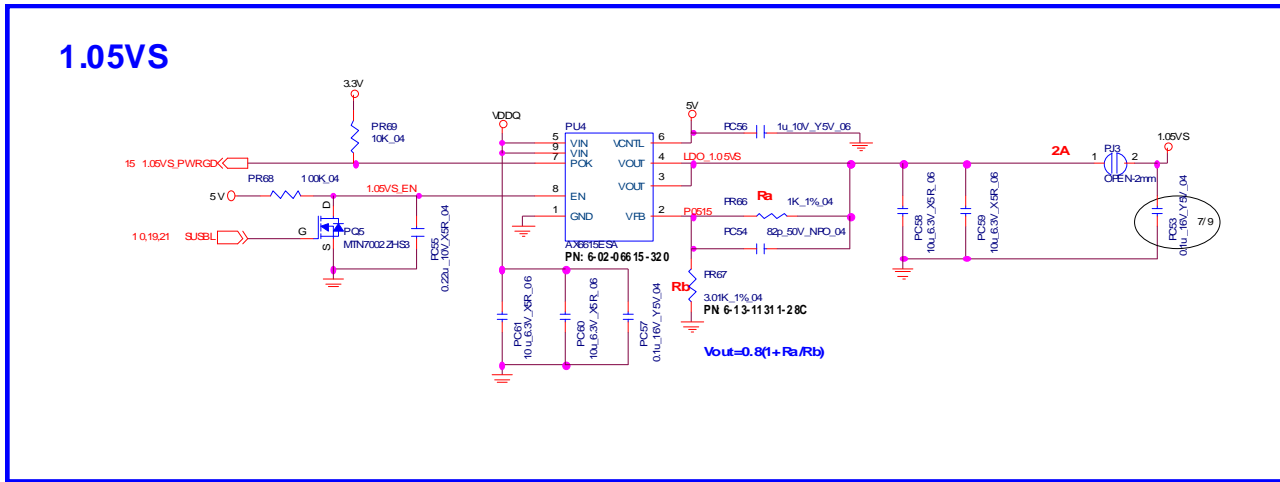 1.05VS
3.3V
PR69
10K_04
15 1.05VS_PWRGD
PR68
100K_04
5V
1.05VS_EN
D
G
S
PQ5
MTN7002ZHS3
10,19,21 SUSBL
PC55
0.22u_10V_X5R_04
VDDQ
PU4
5 VIN
9 VIN
7 POK
8 EN
1 GND
VCNTL 6
VOUT 4
VOUT 3
VFB 2
AX6615ESA
PN: 6-02-06615-320
PC61
10u_6.3V_X5R_06
PC60
10u_6.3V_X5R_06
PC57
0.1u_16V_Y5V_04
5V
PC56
1u_10V_Y5V_06
LDO_1.05VS
P0515
Ra
PR66
1K_1%_04
PC54
82p_50V_NPO_04
Rb
PR67
3.01K_1%_04
PN 6-13-11311-28C
Vout=0.8(1+Ra/Rb)
PC58
10u_6.3V_X5R_06
PC59
10u_6.3V_X5R_06
2A
1
PJ3
2
OPEN-2mm
1.05VS
PC53
0.1u_16V_Y5V_04
7/9